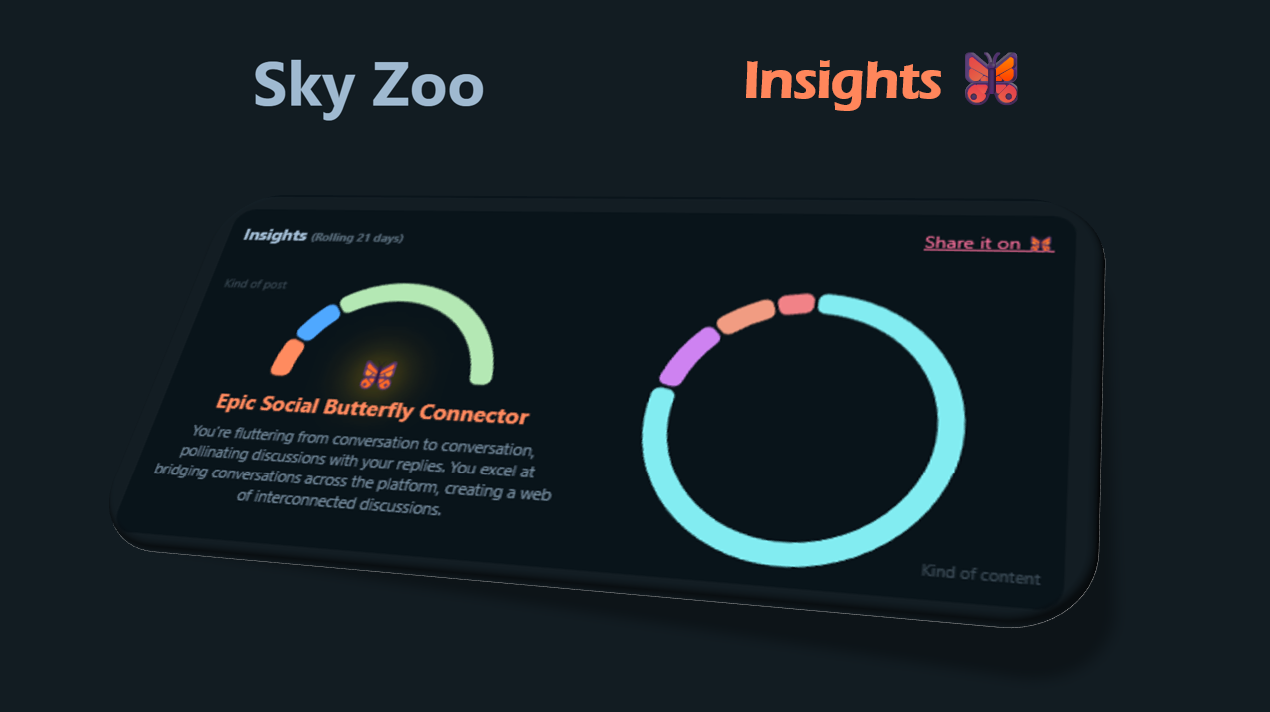 Sky Zoo
Insights
Insights (Rolling 21 days)
Share it on
Kind of post
Epic Social Butterfly Connector
You're fluttering from conversation to conversation,
pollinating discussions with your replies. You excel at
bridging conversations across the platform, creating a web
of interconnected discussions.
Kind of content